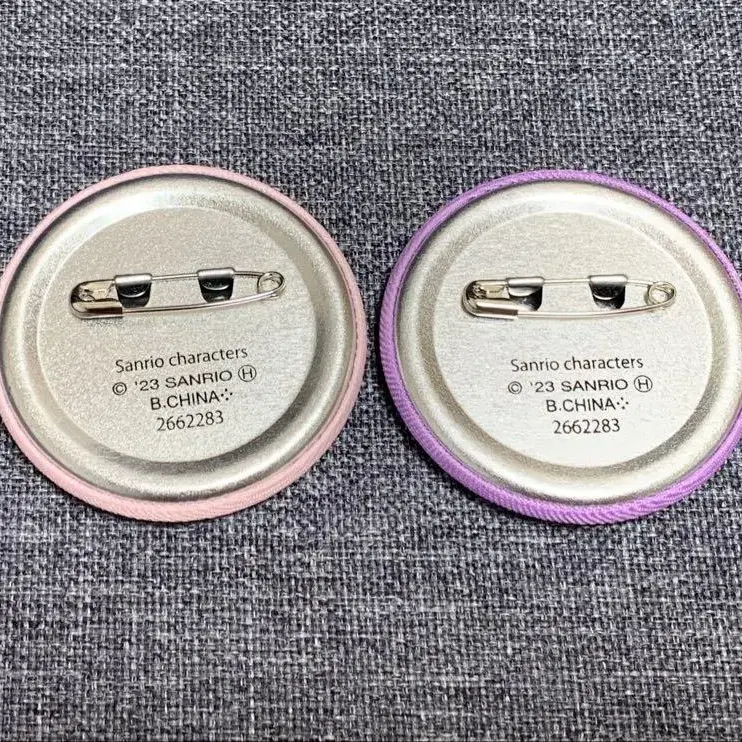 Sanrio characters
© '23 SANRIO Ⓗ
B.CHINA⁘
2662283
Sanrio characters
© '23 SANRIO Ⓗ
B.CHINA⁘
2662283